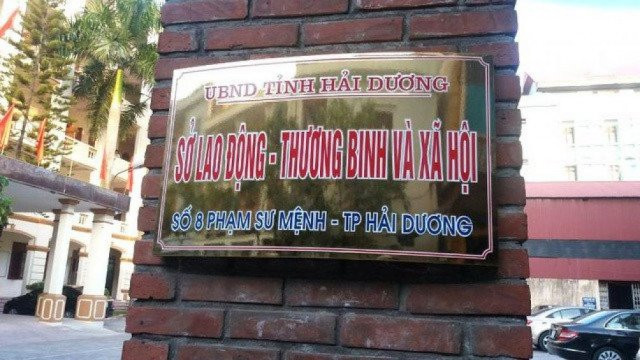 UBND TỈNH HẢI DƯƠNG
SỞ LAO ĐỘNG - THƯƠNG BINH VÀ XÃ HỘI
SỐ 8 PHẠM SƯ MỆNH - TP HẢI DƯƠNG